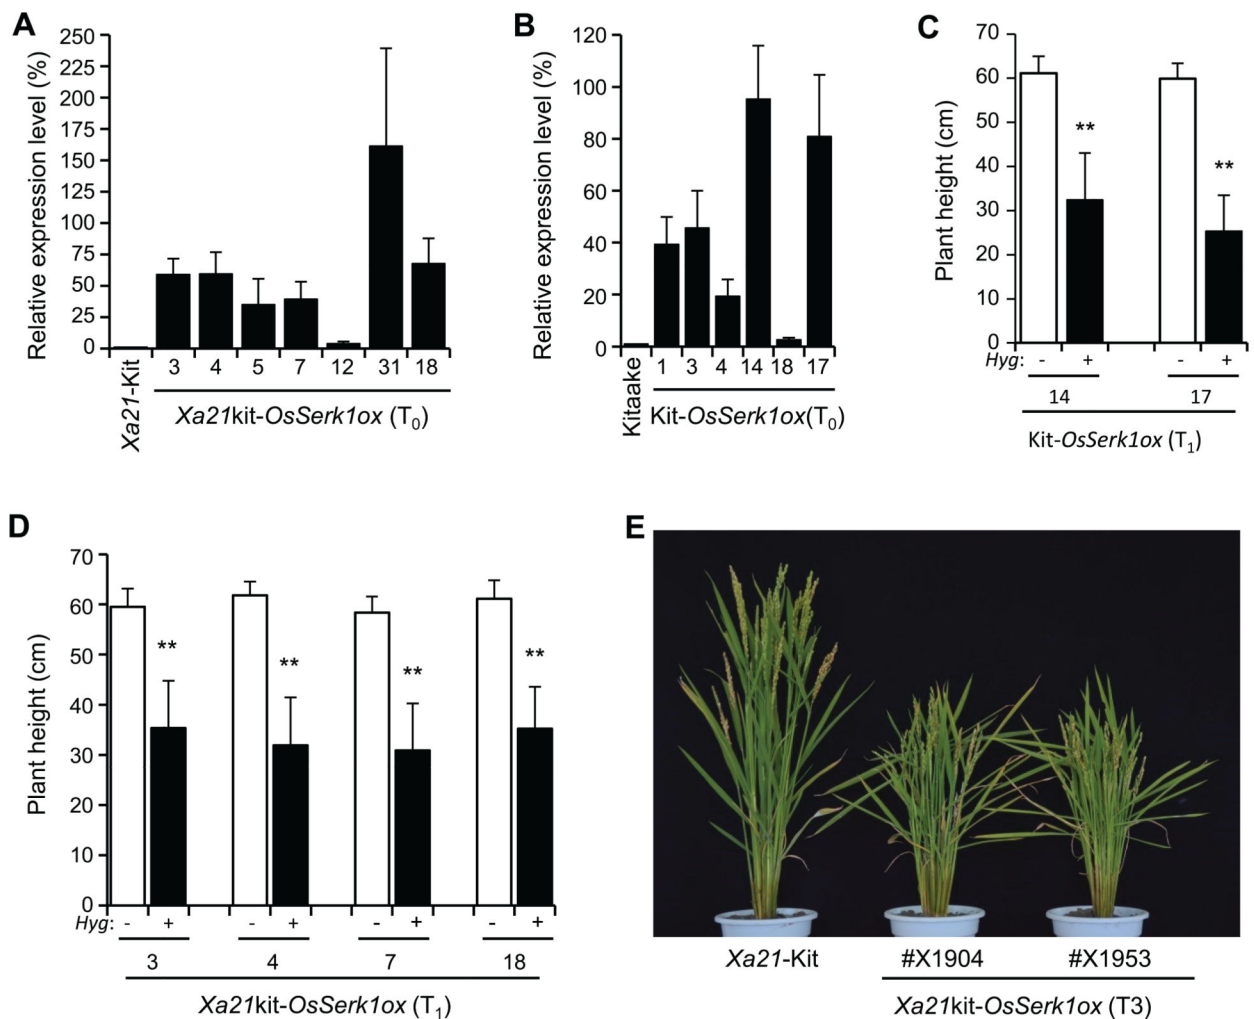 A
Relative expression level (%)
250
225
200
175
150
125
100
75
50
25
0
Xa21-Kit
3 4 5 7 12 31 18
Xa21kit-OsSerk1ox (T0)
B
Relative expression level (%)
120
100
80
60
40
20
0
Kitaake
1 3 4 14 18 17
Kit-OsSerk1ox(T0)
C
Plant height (cm)
70
60
50
40
30
20
10
0
**
**
Hyg: - + - +
14 17
Kit-OsSerk1ox (T1)
D
Plant height (cm)
70
60
50
40
30
20
10
0
** ** ** **
Hyg: - + - + - + - +
3 4 7 18
Xa21kit-OsSerk1ox (T1)
E
Xa21-Kit #X1904 #X1953
Xa21kit-OsSerk1ox (T3)